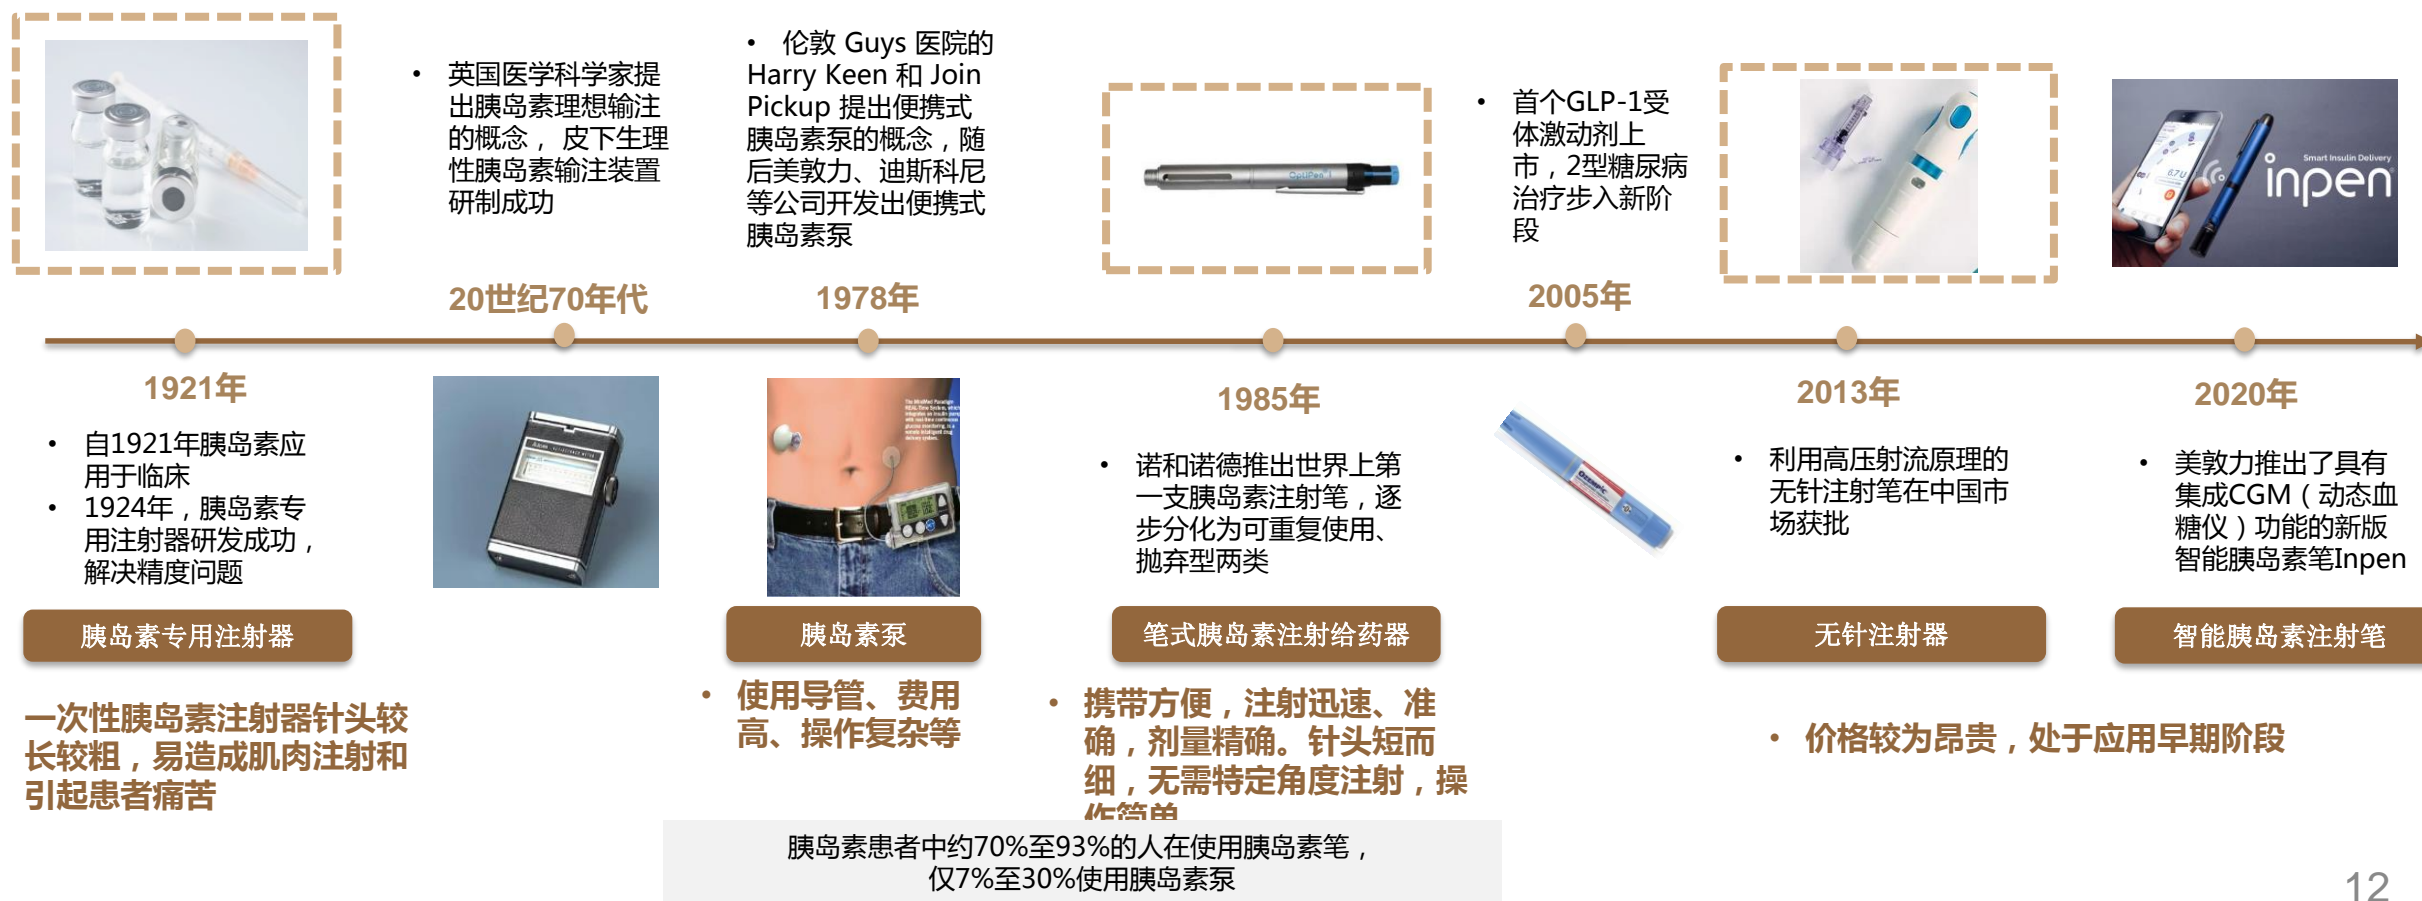 • 英国医学科学家提
出胰岛素理想输注
的概念，皮下生理
性胰岛素输注装置
研制成功
• 伦敦 Guys 医院的
Harry Keen 和 Join
Pickup 提出便携式
胰岛素泵的概念，随
后美敦力、迪斯科尼
等公司开发出便携式
胰岛素泵
OptiPen
• 首个GLP-1受
体激动剂上
市，2型糖尿病
治疗步入新阶
段
6.7 U
Smart Insulin Delivery
inpen
20世纪70年代
1978年
2005年
1921年
• 自1921年胰岛素应
用于临床
• 1924年，胰岛素专
用注射器研发成功，
解决精度问题
1985年
• 诺和诺德推出世界上第
一支胰岛素注射笔，逐
步分化为可重复使用、
抛弃型两类
OZEMPIC
2013年
• 利用高压射流原理的
无针注射笔在中国市
场获批
2020年
• 美敦力推出了具有
集成CGM（动态血
糖仪）功能的新版
智能胰岛素笔Inpen
胰岛素专用注射器
胰岛素泵
笔式胰岛素注射给药器
无针注射器
智能胰岛素注射笔
一次性胰岛素注射器针头较
长较粗，易造成肌肉注射和
引起患者痛苦
• 使用导管、费用
高、操作复杂等
• 携带方便，注射迅速、准
确，剂量精确。针头短而
细，无需特定角度注射，操
作简单
• 价格较为昂贵，处于应用早期阶段
胰岛素患者中约70%至93%的人在使用胰岛素笔，
仅7%至30%使用胰岛素泵
12